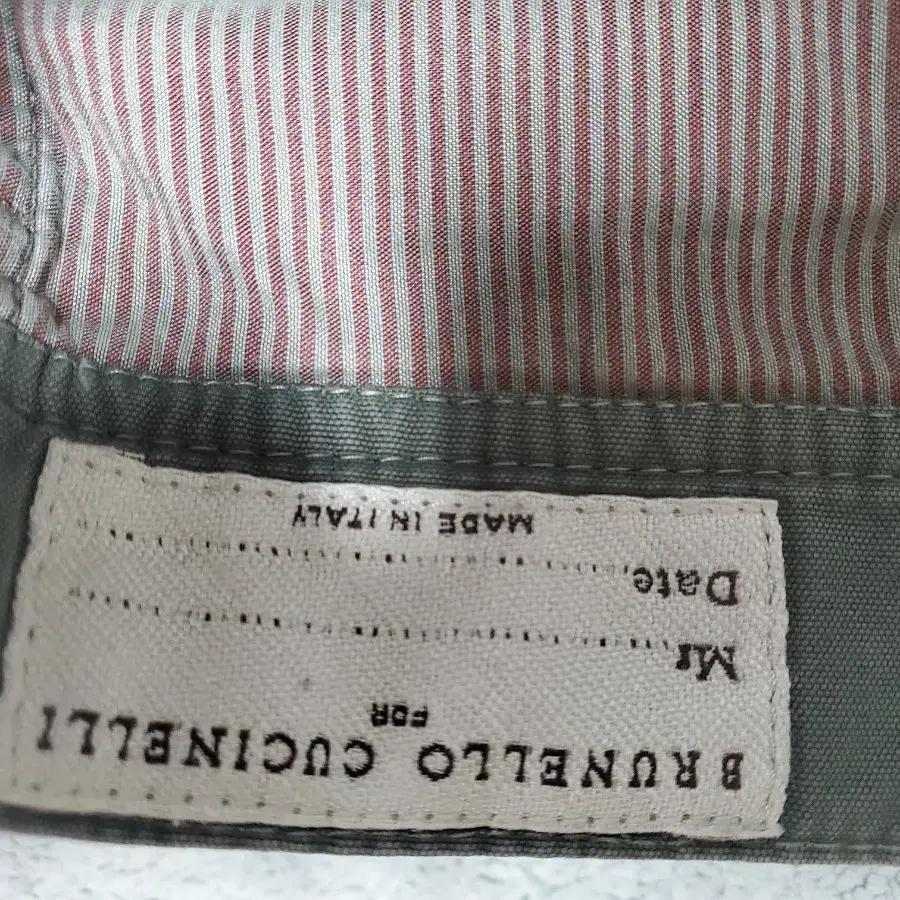 BRUNELLO CUCINELLI
FOR
Mr
Date
MADE IN ITALY